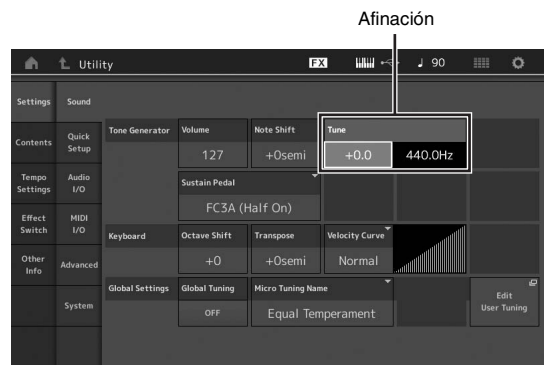 Afinación
Utility
FX
90
Settings
Sound
Contents
Quick
Setup
Tempo
Settings
Audio
I/O
Effect
Switch
MIDI
I/O
Other
Info
Advanced
System
Tone Generator
Volume
127
Note Shift
+0semi
Tune
+0.0
440.0Hz
Sustain Pedal
FC3A (Half On)
Keyboard
Octave Shift
+0
Transpose
+0semi
Velocity Curve
Normal
Global Settings
Global Tuning
OFF
Micro Tuning Name
Equal Temperament
Edit
User Tuning